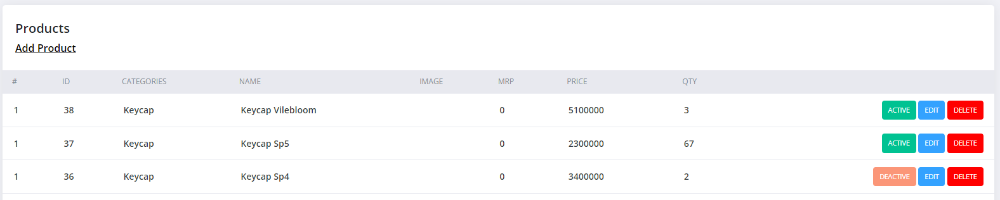 Products
Add Product
# ID CATEGORIES NAME IMAGE MRP PRICE QTY
1 38 Keycap Keycap Vilebloom 0 5100000 3 ACTIVE EDIT DELETE
1 37 Keycap Keycap Sp5 0 2300000 67 ACTIVE EDIT DELETE
1 36 Keycap Keycap Sp4 0 3400000 2 DEACTIVE EDIT DELETE